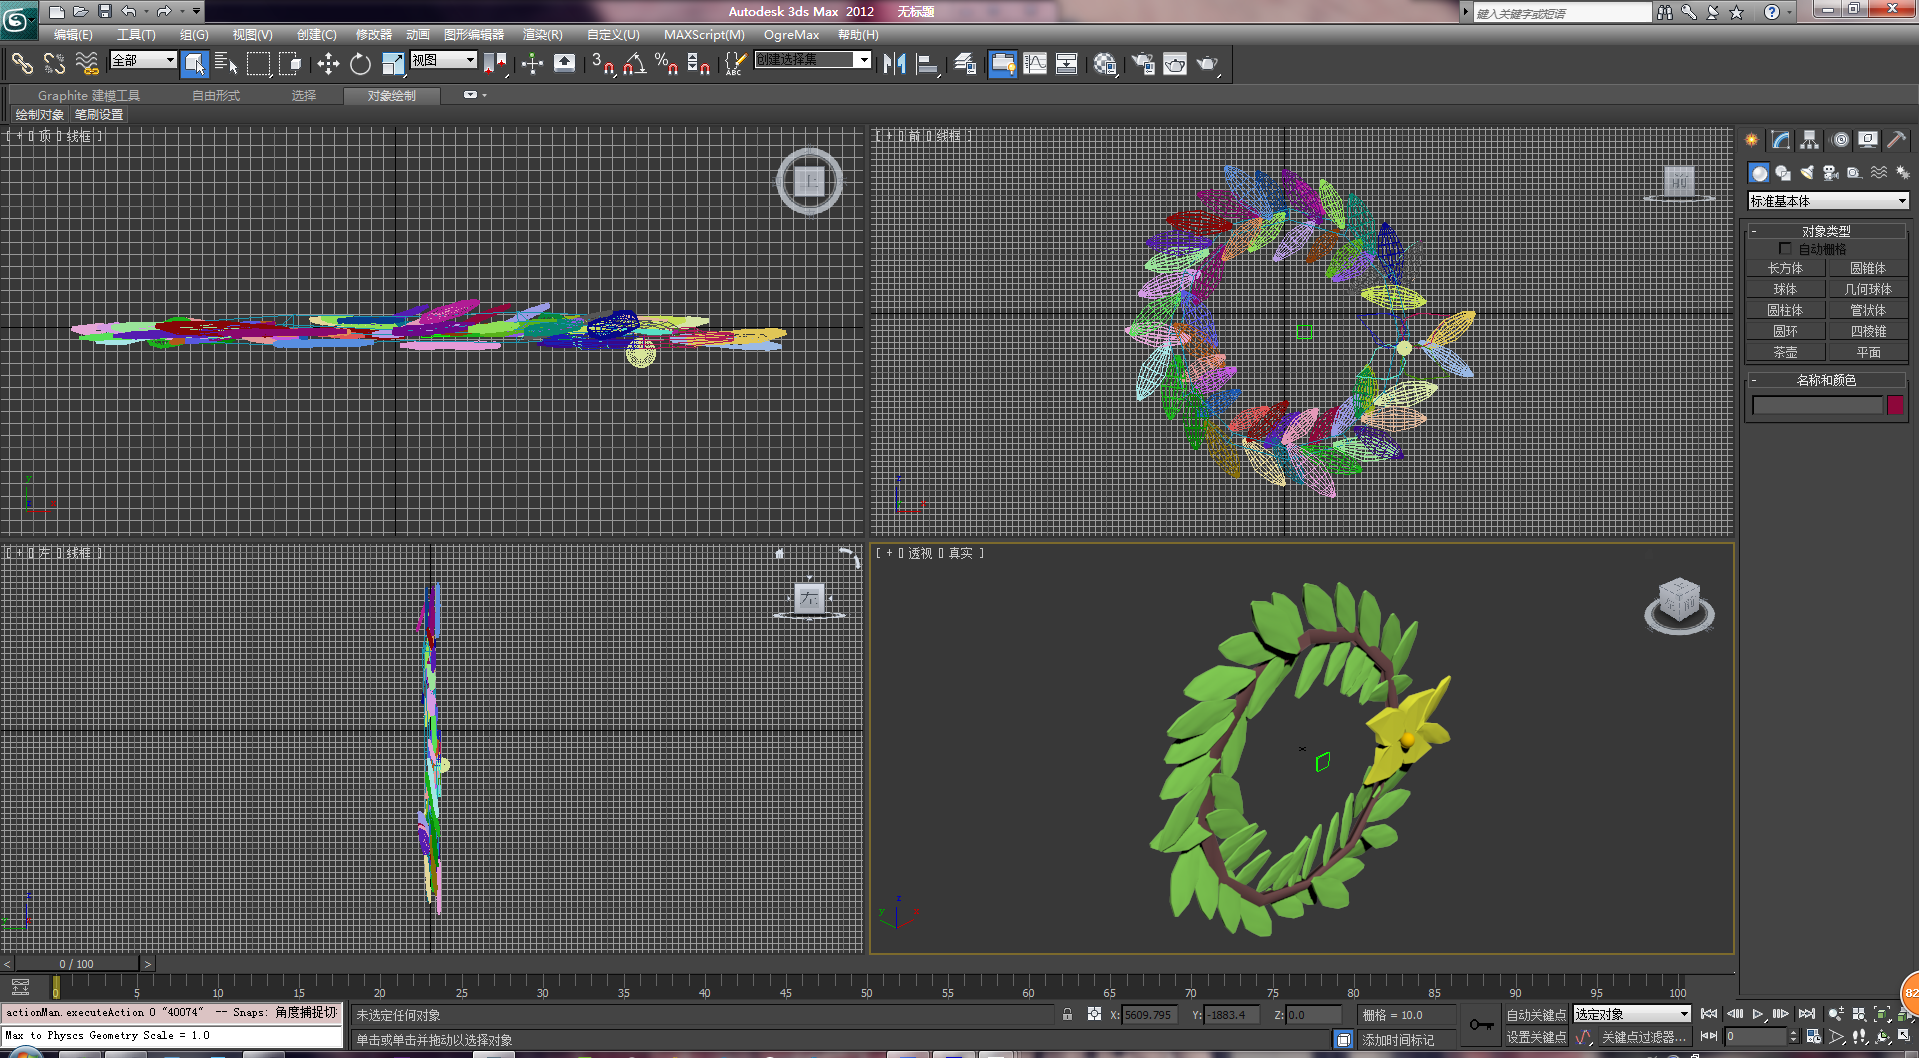 Autodesk 3ds Max 2012 无标题
键入关键字或短语
编辑(E) 工具(T) 组(G) 视图(V) 创建(C) 修改器 动画 图形编辑器 渲染(R) 自定义(U) MAXScript(M) OgreMax 帮助(H)
全部 视图 3 ABC 创建选择集
Graphite 建模工具 自由形式 选择 对象绘制
绘制对象 笔刷设置
[ + ] 顶 ] 线框 ]
上
[ + ] 前 ] 线框 ]
前
标准基本体
- 对象类型
自动栅格
长方体 圆锥体
球体 几何球体
圆柱体 管状体
圆环 四棱锥
茶壶 平面
- 名称和颜色
[ + ] 左 ] 线框 ]
左
[ + ] 透视 ] 真实 ]
前
< 0 / 100 >
0 5 10 15 20 25 30 35 40 45 50 55 60 65 70 75 80 85 90 95 100
82
actionMan.executeAction 0 "40074" -- Snaps: 角度捕捉切
未选定任何对象 X: 5609.795 Y: -1883.4 Z: 0.0 栅格 = 10.0 自动关键点 选定对象
Max to Physcs Geometry Scale = 1.0
单击或单击并拖动以选择对象 添加时间标记 设置关键点 关键点过滤器... 0